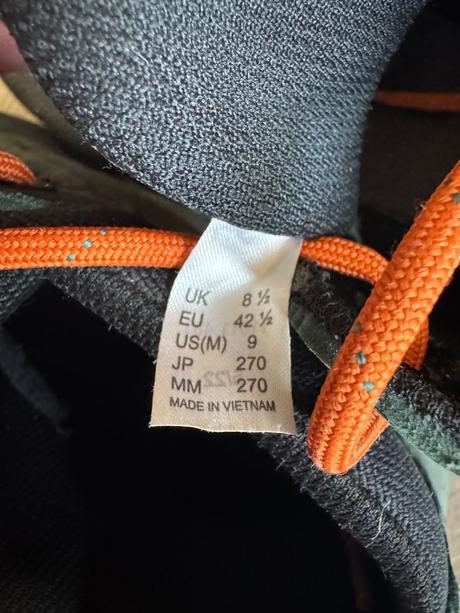 UK 8 ½
EU 42 ½
US(M) 9
JP 270
MM 270
MADE IN VIETNAM